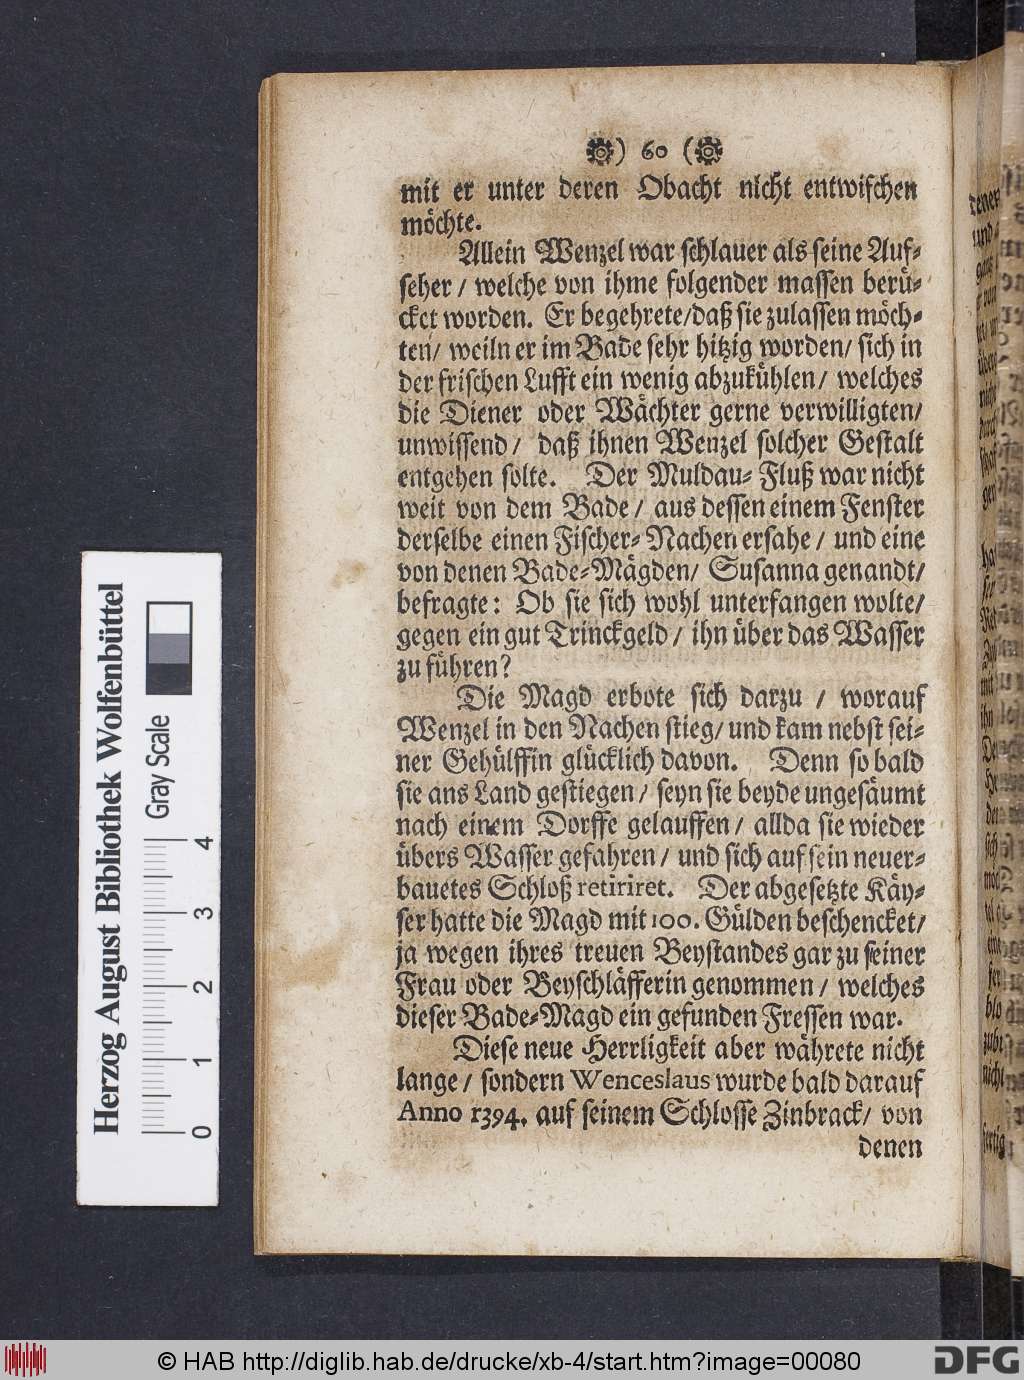 ) 60 (
mit er unter deren Obacht nicht entwischen
möchte.
Allein Wenzel war schlauer als seine Auf-
seher / welche von ihme folgender massen berü-
cket worden. Er begehrete/daß sie zulassen möch-
ten/ weiln er im Bade sehr hitzig worden/ sich in
der frischen Lufft ein wenig abzukühlen/ welches
die Diener oder Wächter gerne verwilligten/
unwissend/ daß ihnen Wenzel solcher Gestalt
entgehen solte. Der Muldau-Fluß war nicht
weit von dem Bade/ aus dessen einem Fenster
derselbe einen Fischer-Nachen ersahe/ und eine
von denen Bade-Mägden/ Susanna genandt/
befragte: Ob sie sich wohl unterfangen wolte/
gegen ein gut Trinckgeld/ ihn über das Wasser
zu führen?
Die Magd erbote sich darzu / worauf
Wenzel in den Nachen stieg/ und kam nebst sei-
ner Gehülffin glücklich davon. Denn so bald
sie ans Land gestiegen/ seyn sie beyde ungesäumt
nach einem Dorffe gelauffen/ allda sie wieder
übers Wasser gefahren/ und sich auf sein neuer-
bauetes Schloß retiriret. Der abgesetzte Käy-
ser hatte die Magd mit 100. Gülden beschencket/
ja wegen ihres treuen Beystandes gar zu seiner
Frau oder Beyschläfferin genommen/ welches
dieser Bade-Magd ein gefunden Fressen war.
Diese neue Herrligkeit aber währete nicht
lange/ sondern Wenceslaus wurde bald darauf
Anno 1394. auf seinem Schlosse Zinbrack/ von
denen
Herzog August Bibliothek Wolfenbüttel
Gray Scale
0 1 2 3 4
© HAB http://diglib.hab.de/drucke/xb-4/start.htm?image=00080
DFG